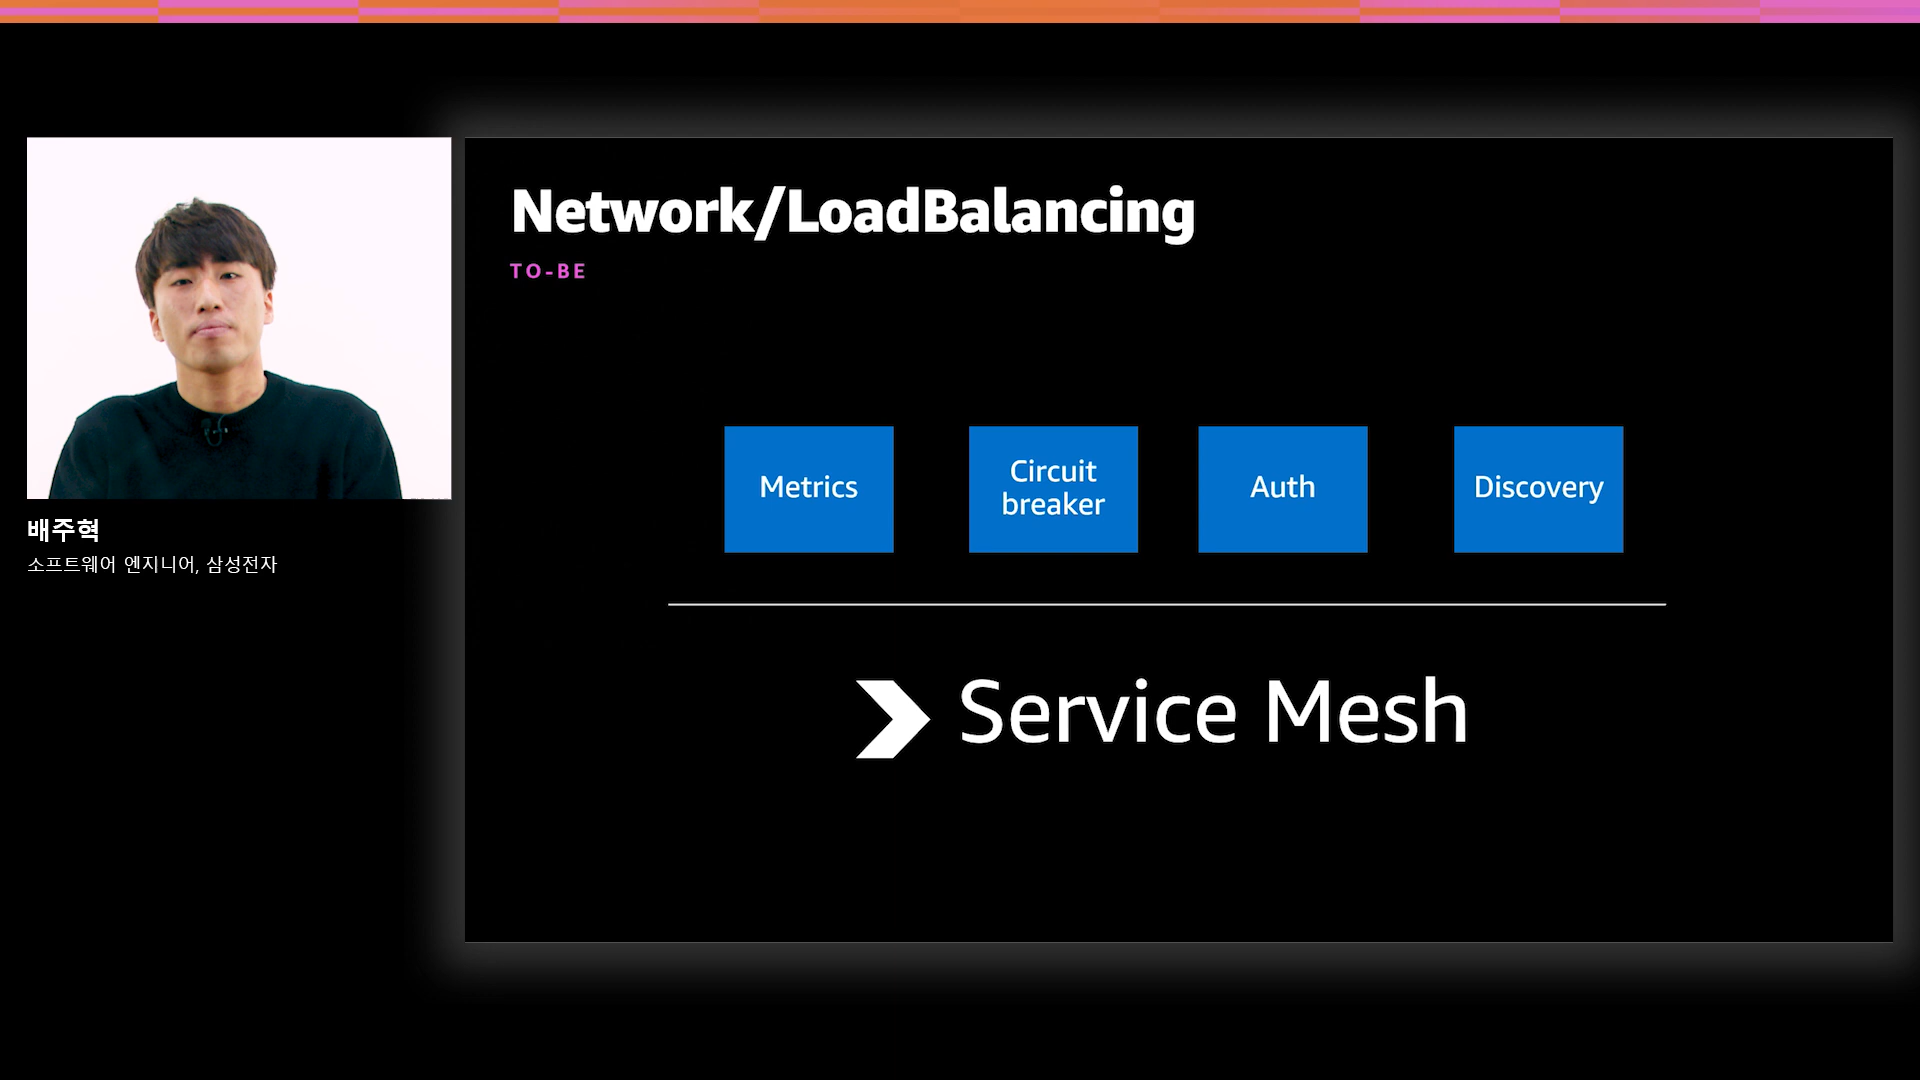 배주혁
소프트웨어 엔지니어, 삼성전자
Network/LoadBalancing
TO-BE
Metrics
Circuit
breaker
Auth
Discovery
Service Mesh